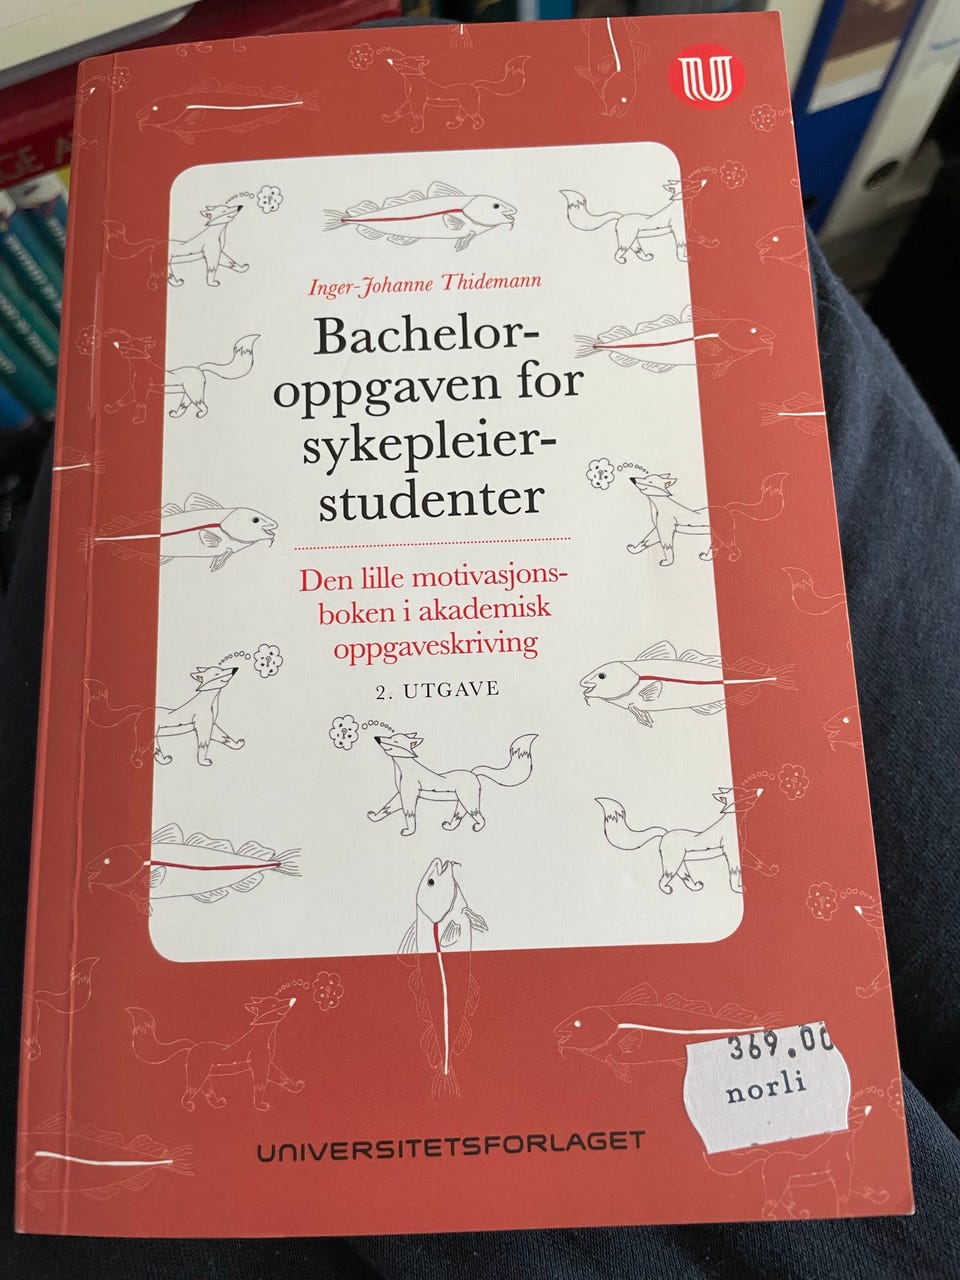 GE A
U
Inger-Johanne Thidemann
Bachelor-
oppgaven for
sykepleier-
studenter
Den lille motivasjons-
boken i akademisk
oppgaveskriving
2. UTGAVE
369.00
norli
UNIVERSITETSFORLAGET